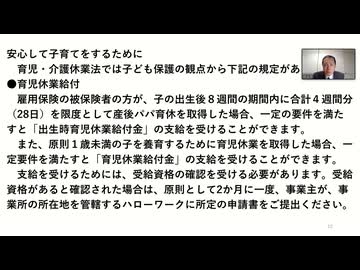 安心して子育てをするために
育児・介護休業法では子ども保護の観点から下記の規定があ
●育児休業給付
雇用保険の被保険者の方が、子の出生後８週間の期間内に合計４週間分
（28日）を限度として産後パパ育休を取得した場合、一定の要件を満た
すと「出生時育児休業給付金」の支給を受けることができます。
また、原則１歳未満の子を養育するために育児休業を取得した場合、一
定要件を満たすと「育児休業給付金」の支給を受けることができます。
支給を受けるためには、受給資格の確認を受ける必要があります。受給
資格があると確認された場合は、原則として2か月に一度、事業主が、事
業所の所在地を管轄するハローワークに所定の申請書をご提出ください。